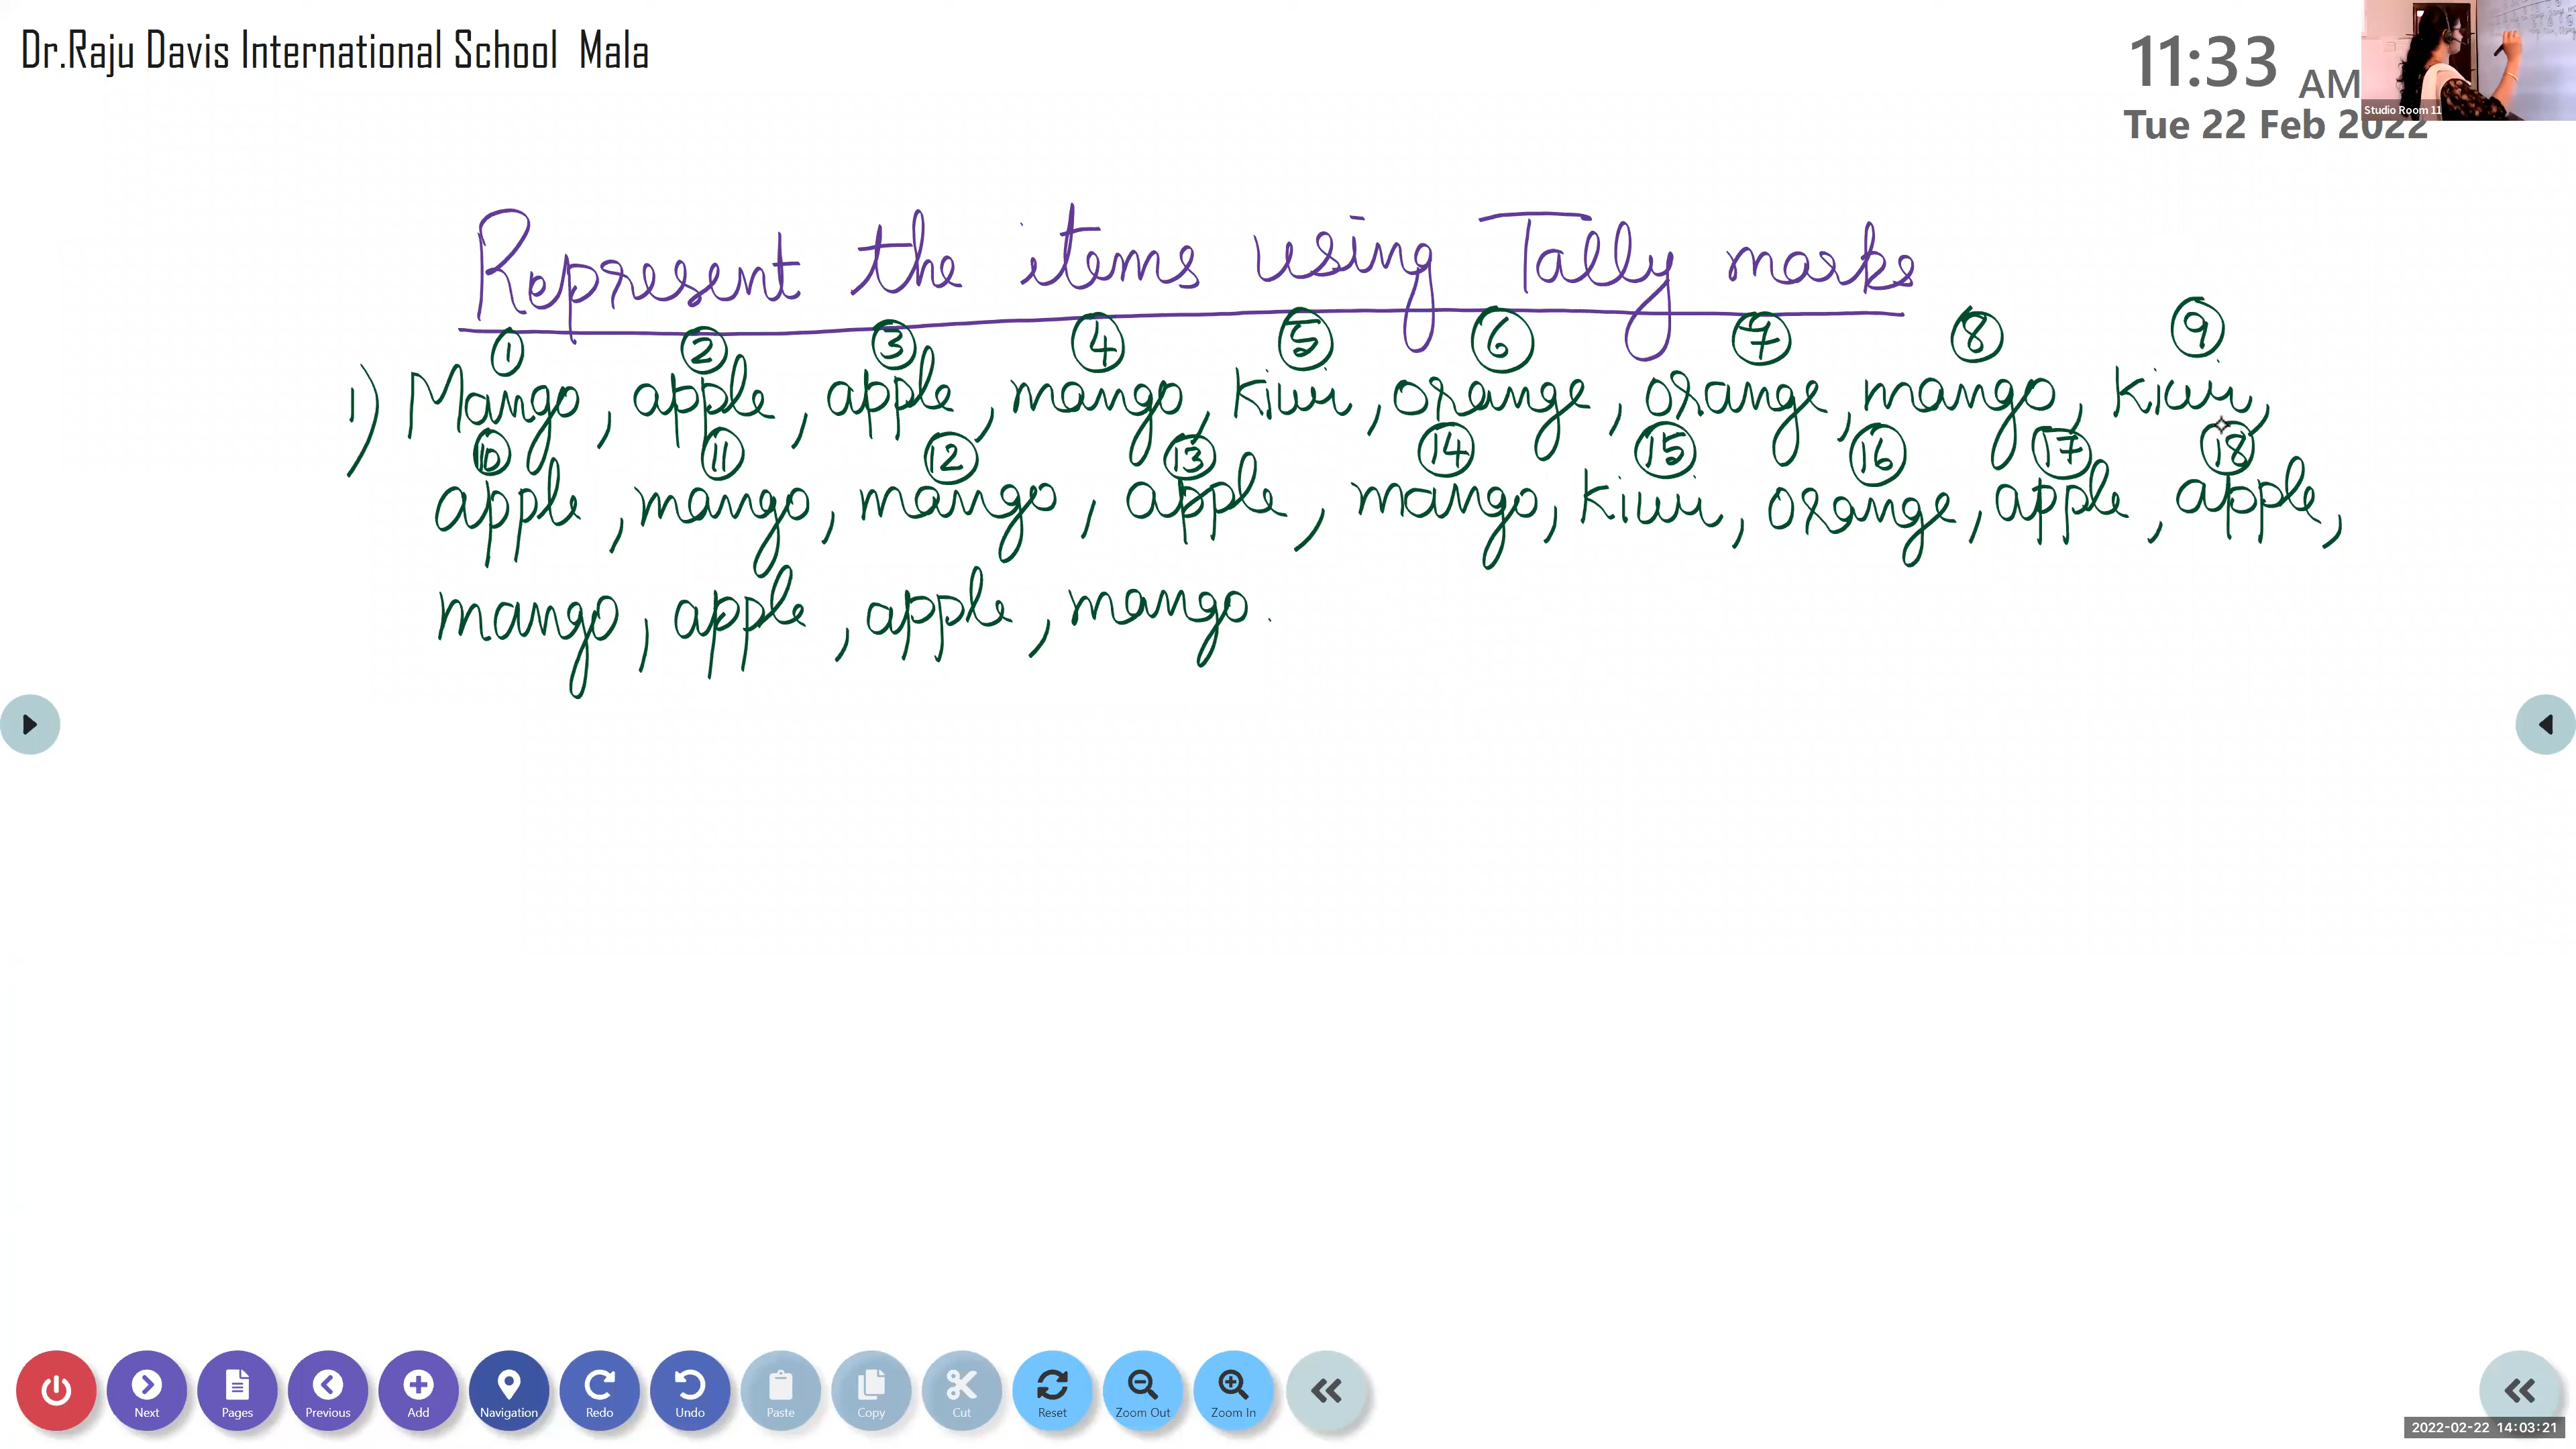 Dr.Raju Davis International School Mala
11:33 AM
Studio Room 11
Tue 22 Feb 2022
Represent the items using Tally marks
1 2 3 4 5 6 7 8 9
1) Mango, apple, apple, mango, kiwi, orange, orange, mango, kiwi,
10 11 12 13 14 15 16 17 18
apple, mango, mango, apple, mango, kiwi, orange, apple, apple,
mango, apple, apple, mango.
Next Pages Previous Add Navigation Redo Undo Paste Copy Cut Reset Zoom Out Zoom In
2022-02-22 14:03:21